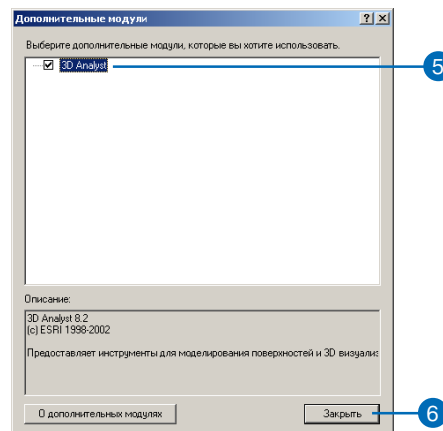 Дополнительные модули
Выберите дополнительные модули, которые вы хотите использовать.
3D Analyst
5
Описание:
3D Analyst 8.2
(c) ESRI 1998-2002
Предоставляет инструменты для моделирования поверхностей и 3D визуализ
О дополнительных модулях
Закрыть
6